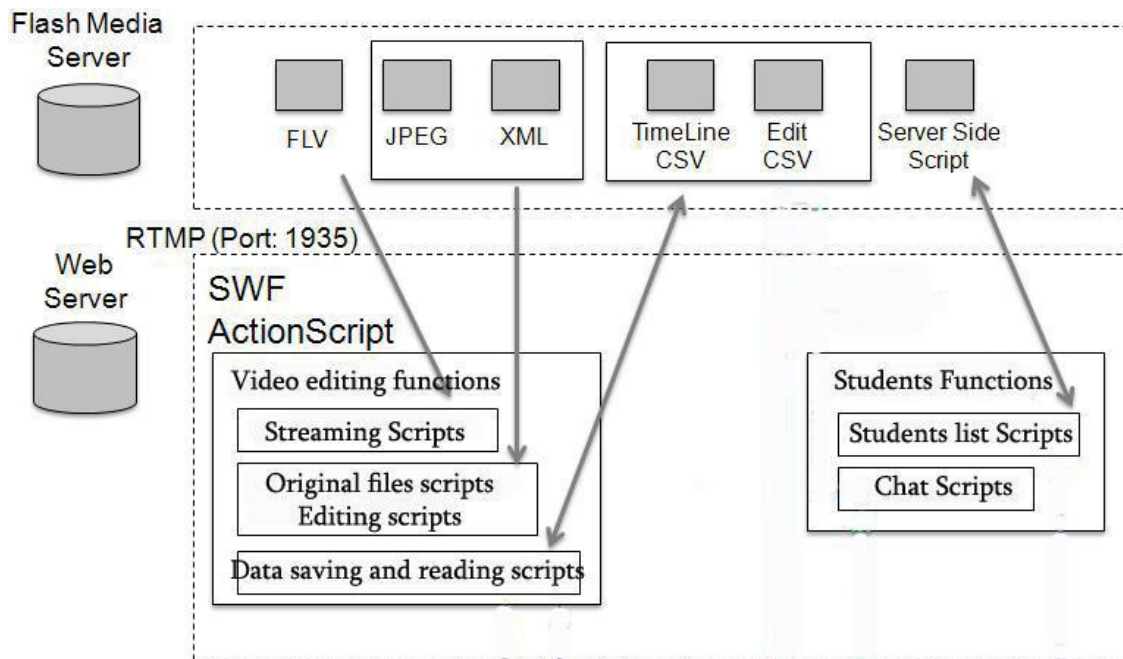 Flash Media
Server
FLV
JPEG
XML
TimeLine
CSV
Edit
CSV
Server Side
Script
RTMP (Port: 1935)
Web
Server
SWF
ActionScript
Video editing functions
Streaming Scripts
Original files scripts
Editing scripts
Data saving and reading scripts
Students Functions
Students list Scripts
Chat Scripts